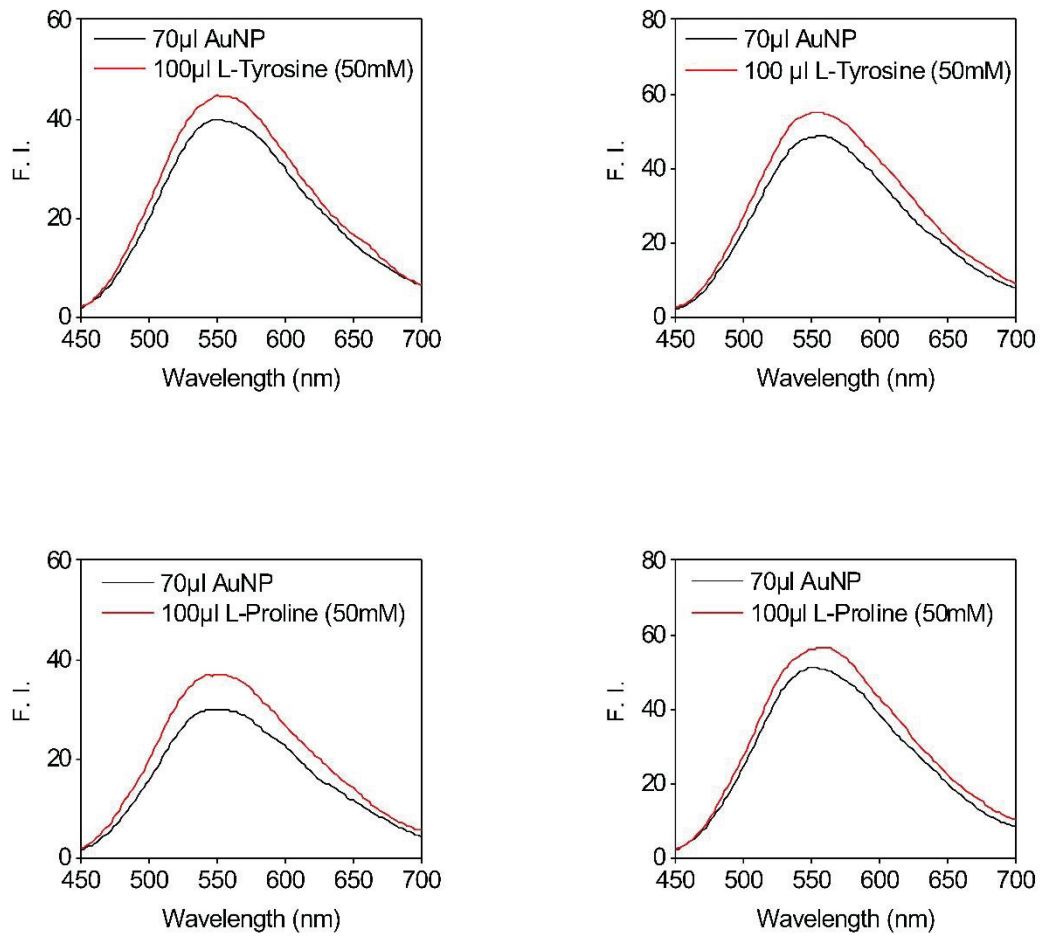 60
40
20
0
F. I.
70µl AuNP
100µl L-Tyrosine (50mM)
450 500 550 600 650 700
Wavelength (nm)
80
60
40
20
0
F. I.
70µl AuNP
100 µl L-Tyrosine (50mM)
450 500 550 600 650 700
Wavelength (nm)
60
40
20
0
F. I.
70µl AuNP
100µl L-Proline (50mM)
450 500 550 600 650 700
Wavelength (nm)
80
60
40
20
0
F. I.
70µl AuNP
100µl L-Proline (50mM)
450 500 550 600 650 700
Wavelength (nm)